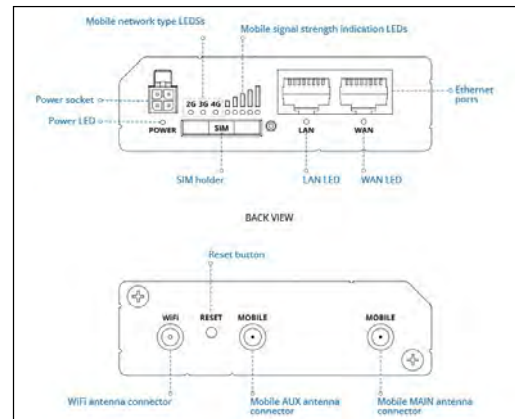 Mobile network type LEDSs
Mobile signal strength indication LEDs
Power socket
Ethernet
ports
2G 3G 4G
Power LED
POWER
SIM
LAN
WAN
SIM holder
LAN LED
WAN LED
BACK VIEW
Reset button
WiFi
RESET
MOBILE
MOBILE
WiFi antenna connector
Mobile AUX antenna
connector
Mobile MAIN antenna
connector